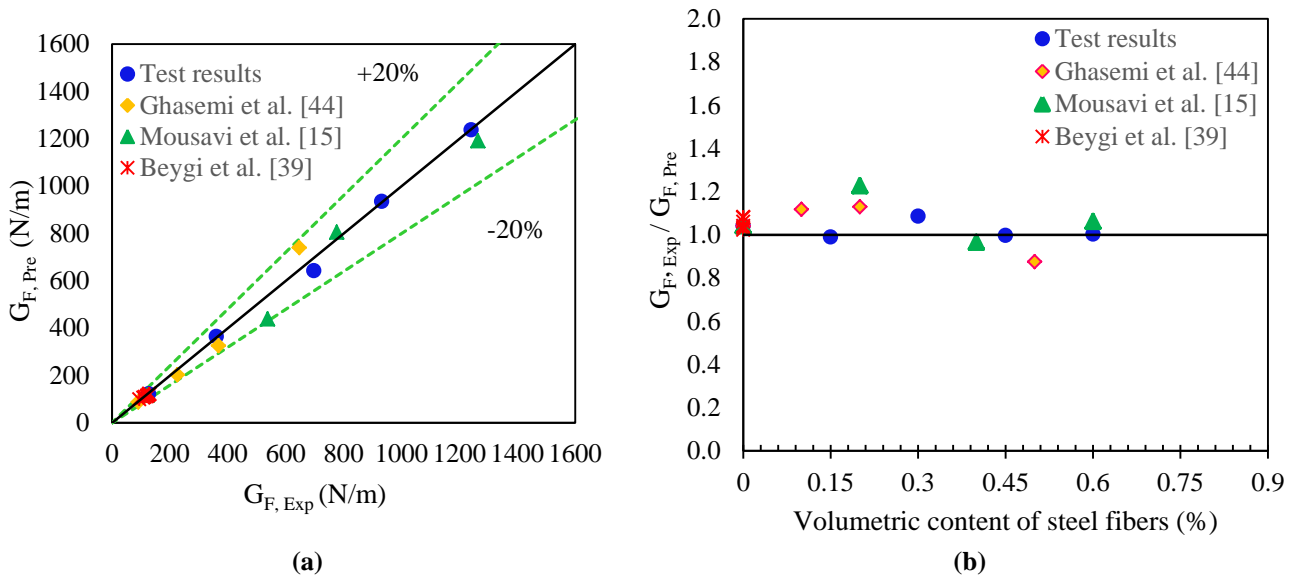 1600
1400
1200
1000
800
600
400
200
0
G_F, Pre (N/m)
Test results
Ghasemi et al. [44]
Mousavi et al. [15]
Beygi et al. [39]
+20%
-20%
0 200 400 600 800 1000 1200 1400 1600
G_F, Exp (N/m)
(a)
2.0
1.8
1.6
1.4
1.2
1.0
0.8
0.6
0.4
0.2
0.0
G_F, Exp / G_F, Pre
Test results
Ghasemi et al. [44]
Mousavi et al. [15]
Beygi et al. [39]
0 0.15 0.3 0.45 0.6 0.75 0.9
Volumetric content of steel fibers (%)
(b)